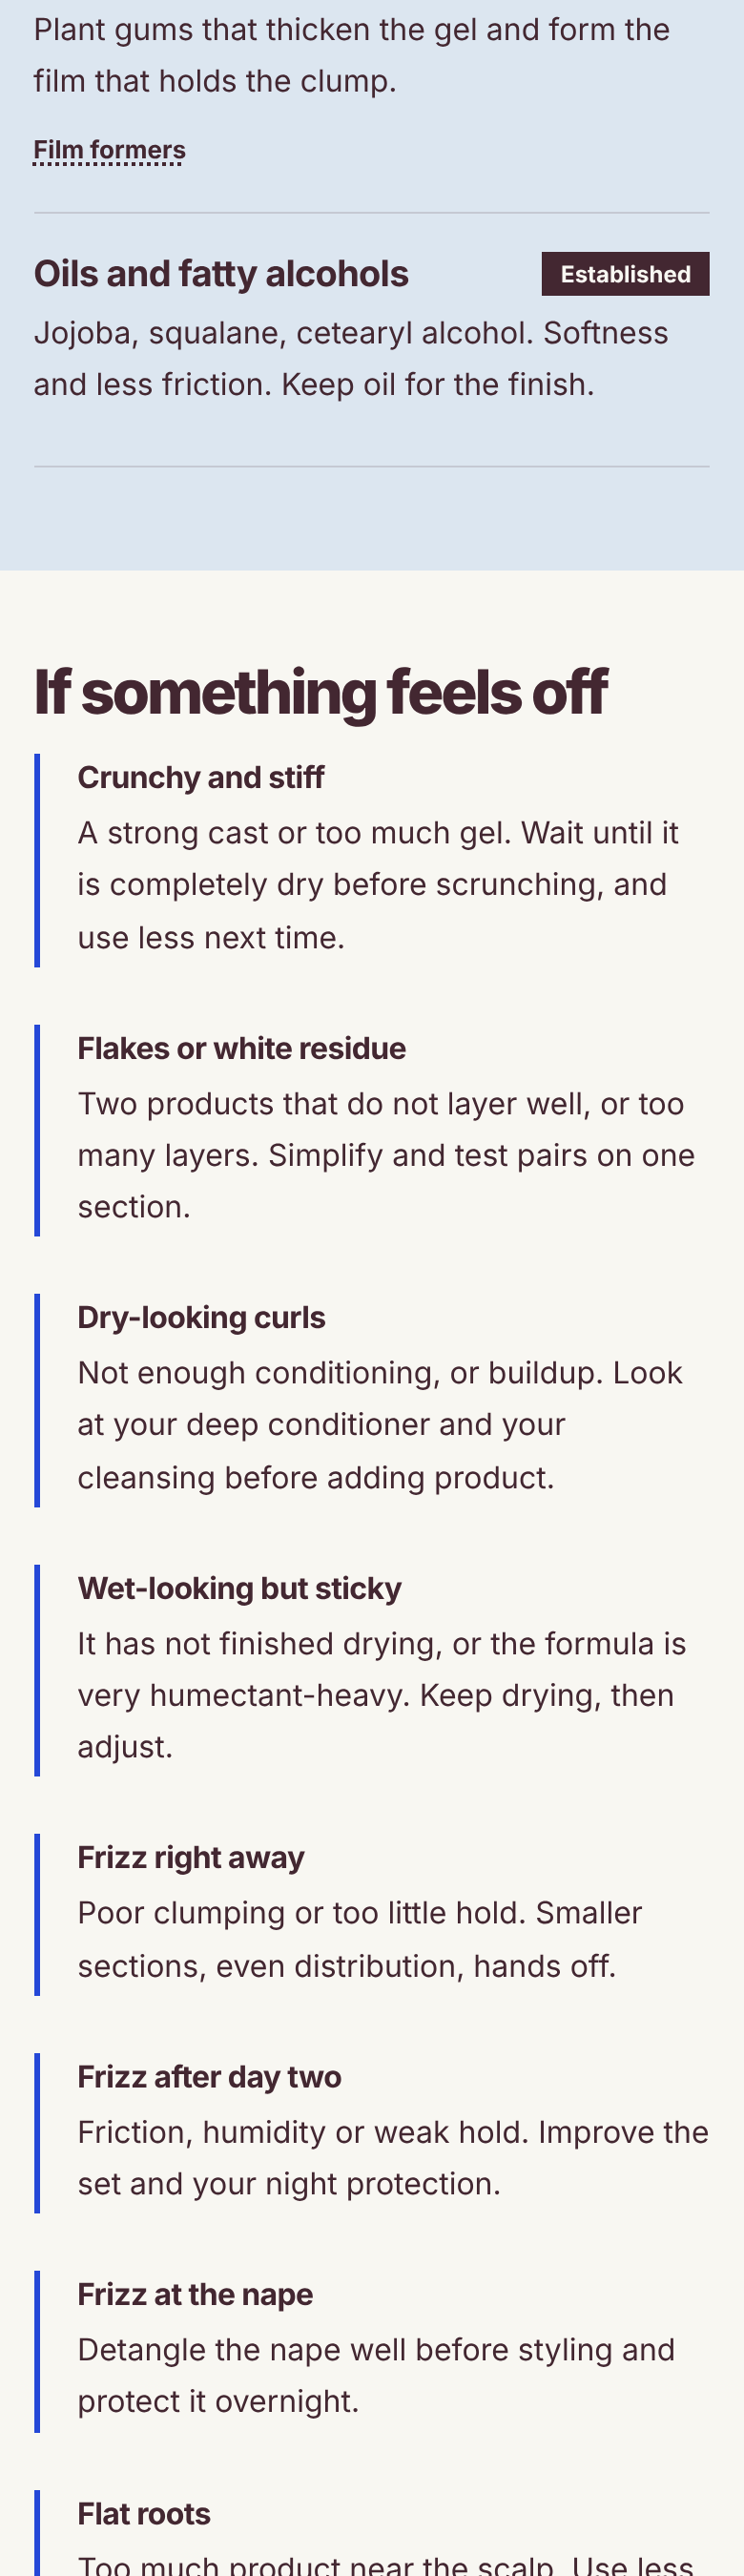 Plant gums that thicken the gel and form the
film that holds the clump.
Film formers
Oils and fatty alcohols
Established
Jojoba, squalane, cetearyl alcohol. Softness
and less friction. Keep oil for the finish.
If something feels off
Crunchy and stiff
A strong cast or too much gel. Wait until it
is completely dry before scrunching, and
use less next time.
Flakes or white residue
Two products that do not layer well, or too
many layers. Simplify and test pairs on one
section.
Dry-looking curls
Not enough conditioning, or buildup. Look
at your deep conditioner and your
cleansing before adding product.
Wet-looking but sticky
It has not finished drying, or the formula is
very humectant-heavy. Keep drying, then
adjust.
Frizz right away
Poor clumping or too little hold. Smaller
sections, even distribution, hands off.
Frizz after day two
Friction, humidity or weak hold. Improve the
set and your night protection.
Frizz at the nape
Detangle the nape well before styling and
protect it overnight.
Flat roots
Too much product near the scalp. Use less